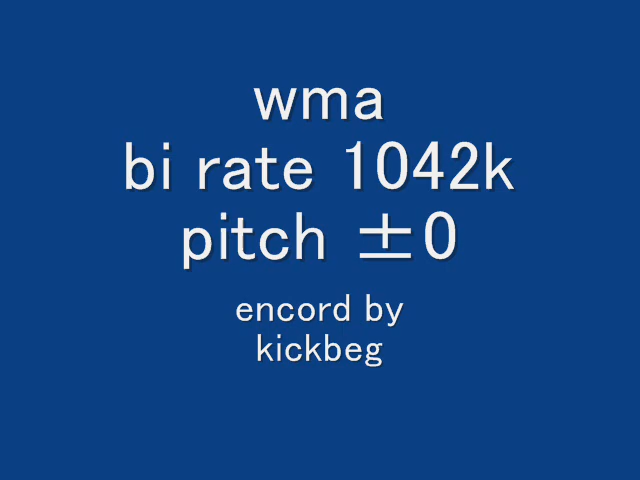 wma
bi rate 1042k
pitch ±0
encord by
kickbeg